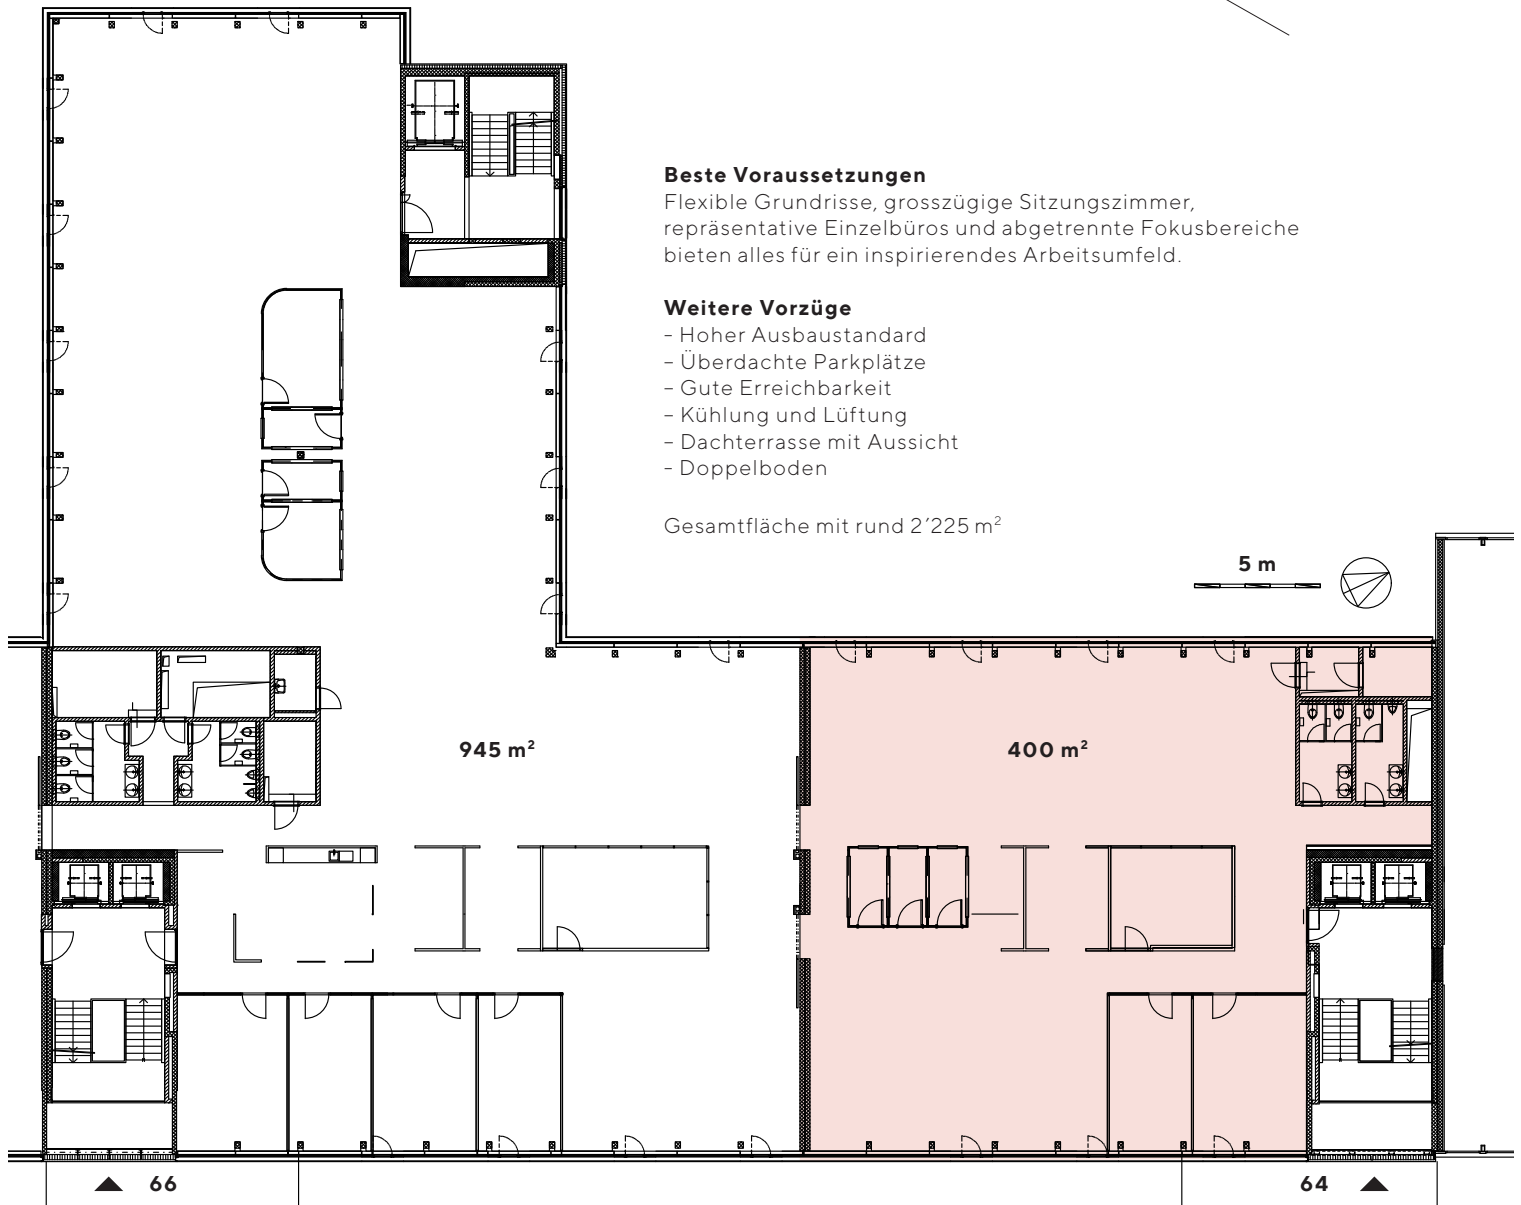 Beste Voraussetzungen
Flexible Grundrisse, grosszügige Sitzungszimmer,
repräsentative Einzelbüros und abgetrennte Fokusbereiche
bieten alles für ein inspirierendes Arbeitsumfeld.
Weitere Vorzüge
– Hoher Ausbaustandard
– Überdachte Parkplätze
– Gute Erreichbarkeit
– Kühlung und Lüftung
– Dachterrasse mit Aussicht
- Doppelboden
Gesamtfläche mit rund 2’225 m²
5 m
945 m²
400 m²
66
64